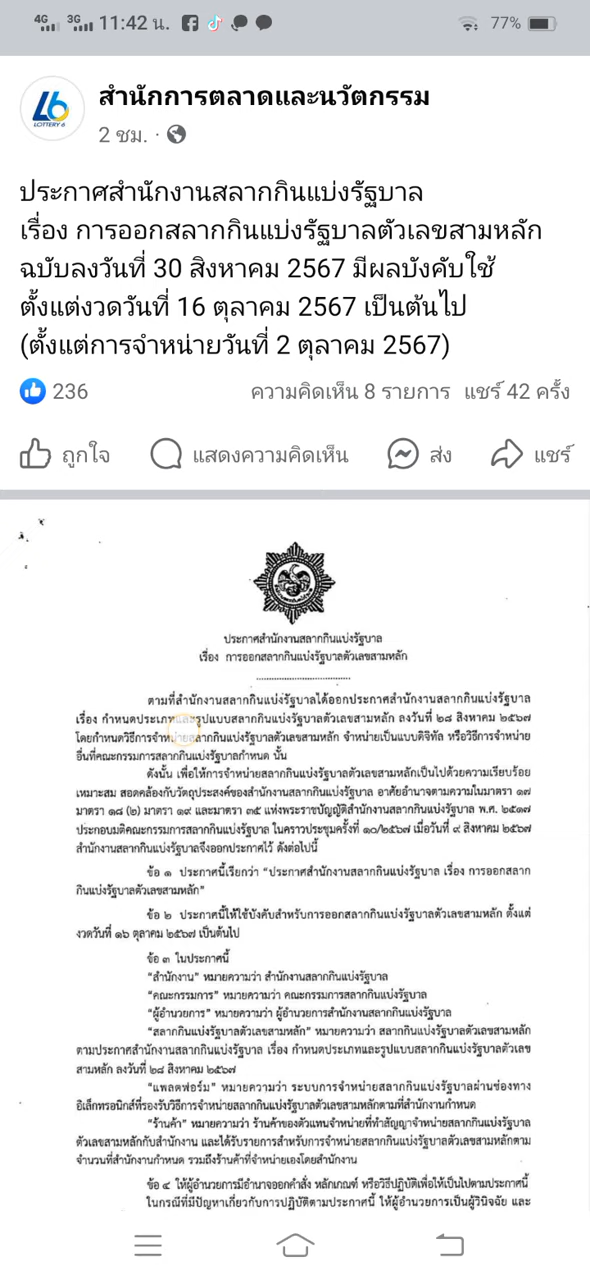 4G 3G 11:42 น. 77%
L6
LOTTERY 6
สำนักการตลาดและนวัตกรรม
2 ชม. ·
ประกาศสำนักงานสลากกินแบ่งรัฐบาล
เรื่อง การออกสลากกินแบ่งรัฐบาลตัวเลขสามหลัก
ฉบับลงวันที่ 30 สิงหาคม 2567 มีผลบังคับใช้
ตั้งแต่งวดวันที่ 16 ตุลาคม 2567 เป็นต้นไป
(ตั้งแต่การจำหน่ายวันที่ 2 ตุลาคม 2567)
236 ความคิดเห็น 8 รายการ แชร์ 42 ครั้ง
ถูกใจ แสดงความคิดเห็น ส่ง แชร์
ประกาศสำนักงานสลากกินแบ่งรัฐบาล
เรื่อง การออกสลากกินแบ่งรัฐบาลตัวเลขสามหลัก
ตามที่สำนักงานสลากกินแบ่งรัฐบาลได้ออกประกาศสำนักงานสลากกินแบ่งรัฐบาล
เรื่อง กำหนดประเภทและรูปแบบสลากกินแบ่งรัฐบาลตัวเลขสามหลัก ลงวันที่ ๒๘ สิงหาคม ๒๕๖๗
โดยกำหนดวิธีการจำหน่ายสลากกินแบ่งรัฐบาลตัวเลขสามหลัก จำหน่ายเป็นแบบดิจิทัล หรือวิธีการจำหน่าย
อื่นที่คณะกรรมการสลากกินแบ่งรัฐบาลกำหนด นั้น
ดังนั้น เพื่อให้การจำหน่ายสลากกินแบ่งรัฐบาลตัวเลขสามหลักเป็นไปด้วยความเรียบร้อย
เหมาะสม สอดคล้องกับวัตถุประสงค์ของสำนักงานสลากกินแบ่งรัฐบาล อาศัยอำนาจตามความในมาตรา ๑๗
มาตรา ๑๘ (๒) มาตรา ๑๙ และมาตรา ๓๕ แห่งพระราชบัญญัติสำนักงานสลากกินแบ่งรัฐบาล พ.ศ. ๒๕๑๗
ประกอบมติคณะกรรมการสลากกินแบ่งรัฐบาล ในคราวประชุมครั้งที่ ๑๐/๒๕๖๗ เมื่อวันที่ ๙ สิงหาคม ๒๕๖๗
สำนักงานสลากกินแบ่งรัฐบาลจึงออกประกาศไว้ ดังต่อไปนี้
ข้อ ๑ ประกาศนี้เรียกว่า “ประกาศสำนักงานสลากกินแบ่งรัฐบาล เรื่อง การออกสลาก
กินแบ่งรัฐบาลตัวเลขสามหลัก”
ข้อ ๒ ประกาศนี้ให้ใช้บังคับสำหรับการออกสลากกินแบ่งรัฐบาลตัวเลขสามหลัก ตั้งแต่
งวดวันที่ ๑๖ ตุลาคม ๒๕๖๗ เป็นต้นไป
ข้อ ๓ ในประกาศนี้
“สำนักงาน” หมายความว่า สำนักงานสลากกินแบ่งรัฐบาล
“คณะกรรมการ” หมายความว่า คณะกรรมการสลากกินแบ่งรัฐบาล
“ผู้อำนวยการ” หมายความว่า ผู้อำนวยการสำนักงานสลากกินแบ่งรัฐบาล
“สลากกินแบ่งรัฐบาลตัวเลขสามหลัก” หมายความว่า สลากกินแบ่งรัฐบาลตัวเลขสามหลัก
ตามประกาศสำนักงานสลากกินแบ่งรัฐบาล เรื่อง กำหนดประเภทและรูปแบบสลากกินแบ่งรัฐบาลตัวเลข
สามหลัก ลงวันที่ ๒๘ สิงหาคม ๒๕๖๗
“แพลตฟอร์ม” หมายความว่า ระบบการจำหน่ายสลากกินแบ่งรัฐบาลผ่านช่องทาง
อิเล็กทรอนิกส์ที่รองรับวิธีการจำหน่ายสลากกินแบ่งรัฐบาลตัวเลขสามหลักตามที่สำนักงานกำหนด
“ร้านค้า” หมายความว่า ร้านค้าของตัวแทนจำหน่ายที่ทำสัญญาจำหน่ายสลากกินแบ่งรัฐบาล
ตัวเลขสามหลักกับสำนักงาน และได้รับรายการสำหรับการจำหน่ายสลากกินแบ่งรัฐบาลตัวเลขสามหลักตาม
จำนวนที่สำนักงานกำหนด รวมถึงร้านค้าที่จำหน่ายเองโดยสำนักงาน
ข้อ ๔ ให้ผู้อำนวยการมีอำนาจออกคำสั่ง หลักเกณฑ์ หรือวิธีปฏิบัติเพื่อให้เป็นไปตามประกาศนี้
ในกรณีที่มีปัญหาเกี่ยวกับการปฏิบัติตามประกาศนี้ ให้ผู้อำนวยการเป็นผู้วินิจฉัย และ